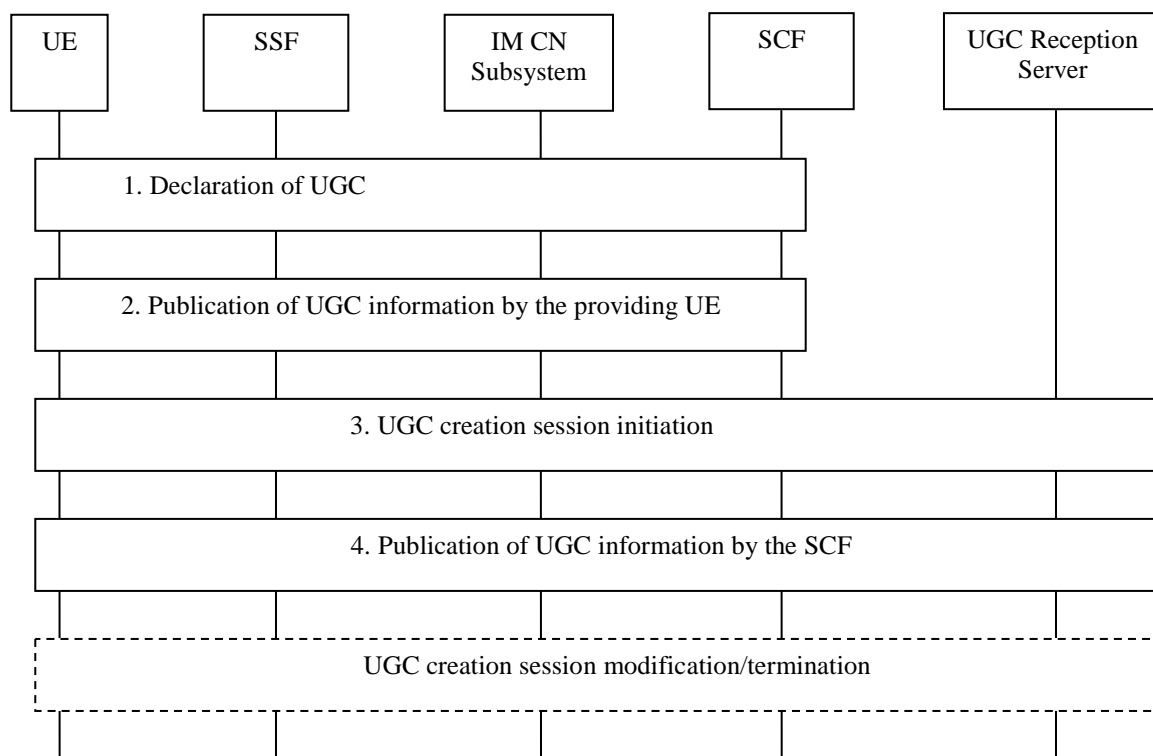 UE
SSF
IM CN
Subsystem
SCF
UGC Reception
Server
1. Declaration of UGC
2. Publication of UGC information by the providing UE
3. UGC creation session initiation
4. Publication of UGC information by the SCF
UGC creation session modification/termination